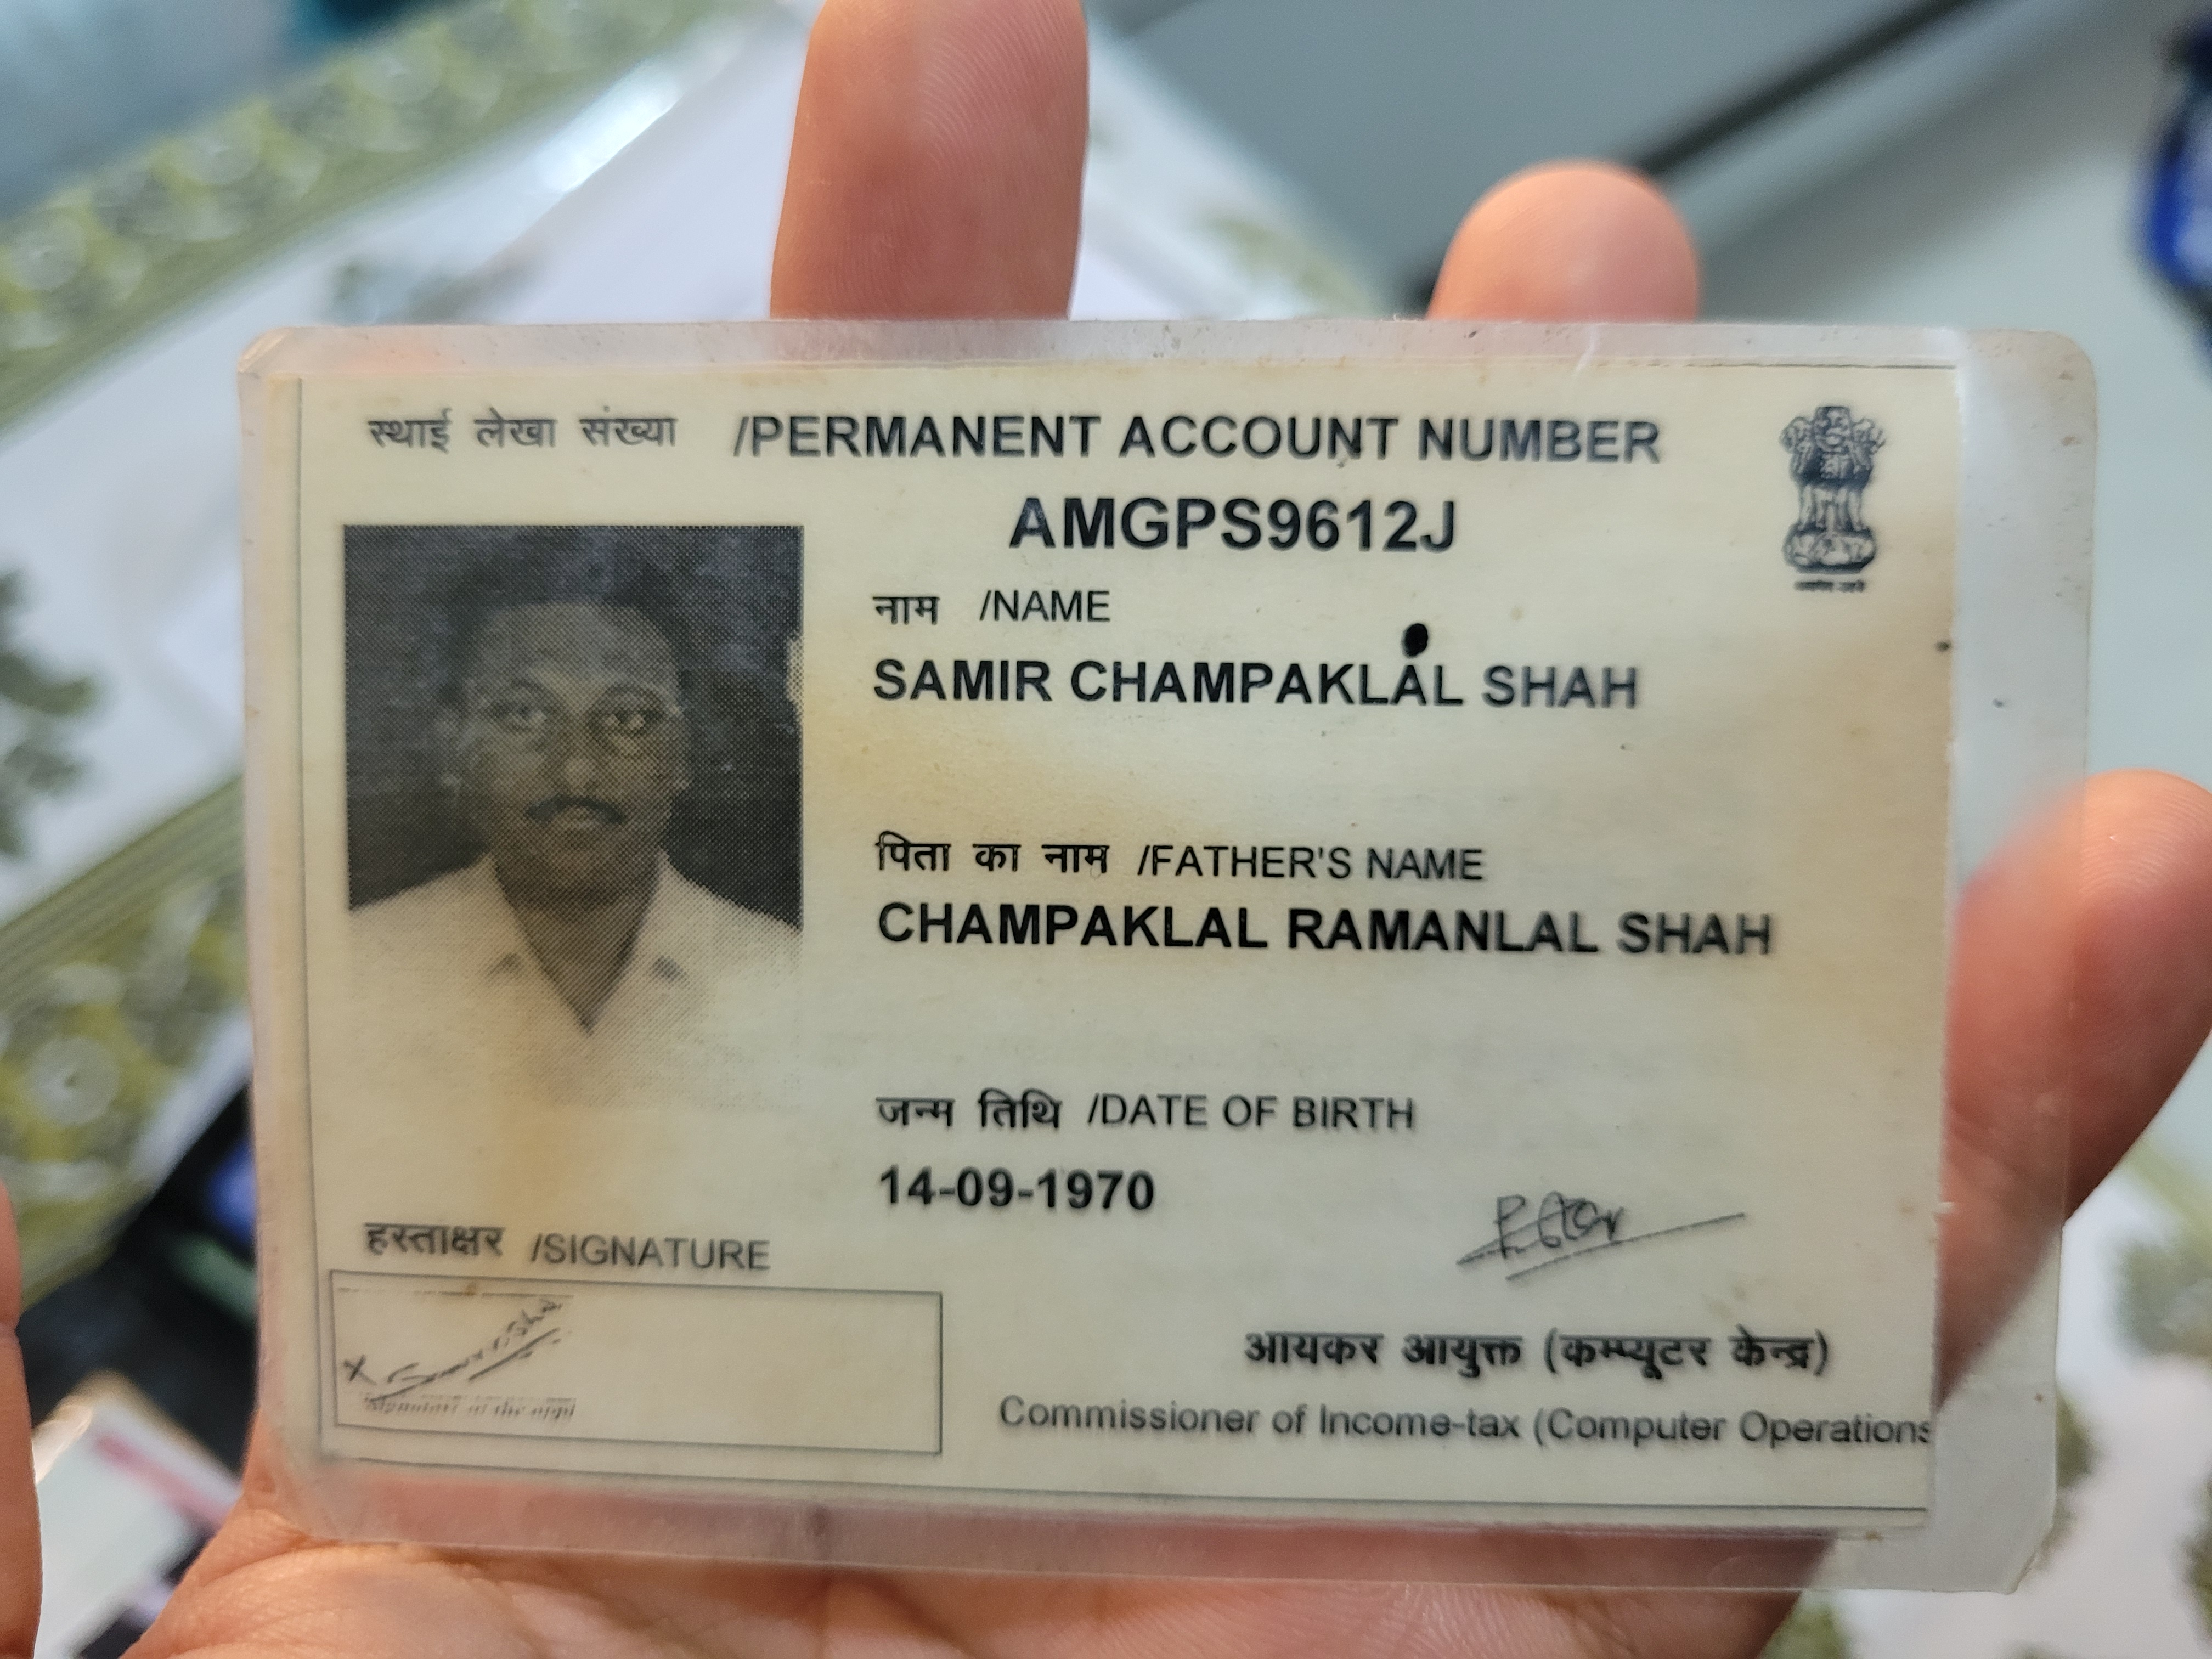 स्थाई लेखा संख्या /PERMANENT ACCOUNT NUMBER
AMGPS9612J
नाम /NAME
SAMIR CHAMPAKLAL SHAH
पिता का नाम /FATHER'S NAME
CHAMPAKLAL RAMANLAL SHAH
जन्म तिथि /DATE OF BIRTH
14-09-1970
हस्ताक्षर /SIGNATURE
आयकर आयुक्त (कम्प्यूटर केन्द्र)
Commissioner of Income-tax (Computer Operations